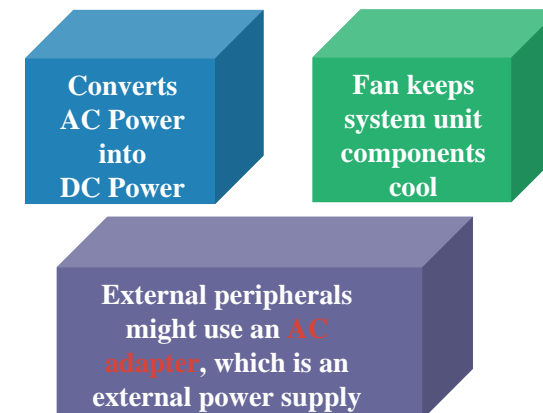 Converts
AC Power
into
DC Power
Fan keeps
system unit
components
cool
External peripherals
might use an AC
adapter, which is an
external power supply